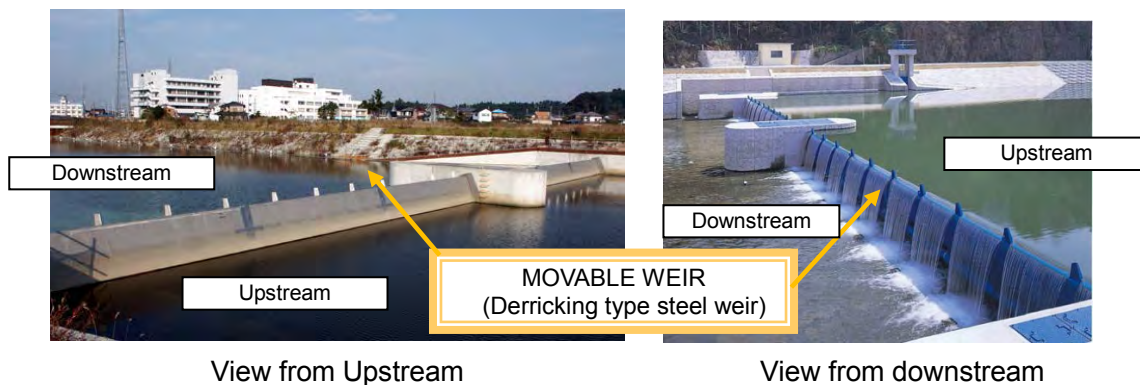 Downstream
Upstream
MOVABLE WEIR
(Derricking type steel weir)
Upstream
Downstream
View from Upstream
View from downstream